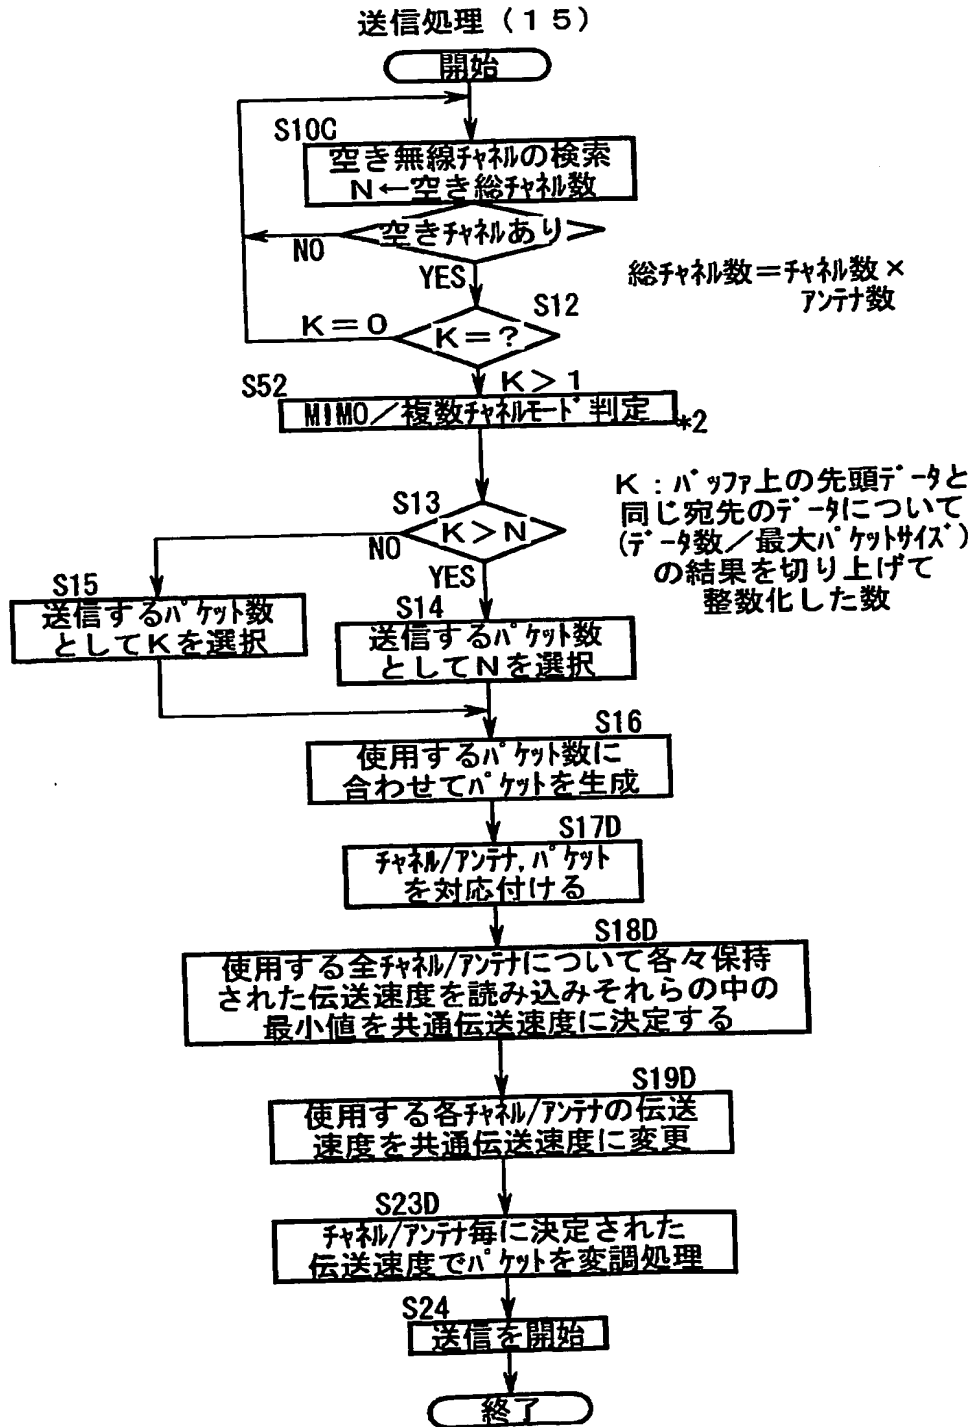 送信処理（１５）
開始
S10C
空き無線ﾁｬﾈﾙの検索
N←空き総ﾁｬﾈﾙ数
空きﾁｬﾈﾙあり
NO
YES
総ﾁｬﾈﾙ数＝ﾁｬﾈﾙ数×
ｱﾝﾃﾅ数
S12
K＝０
K＝？
K＞１
S52
MIMO／複数ﾁｬﾈﾙﾓｰﾄﾞ判定
*2
K：ﾊﾞｯﾌｧ上の先頭ﾃﾞｰﾀと
同じ宛先のﾃﾞｰﾀについて
(ﾃﾞｰﾀ数／最大ﾊﾟｹｯﾄｻｲｽﾞ)
の結果を切り上げて
整数化した数
S13
K＞N
NO
YES
S15
送信するﾊﾟｹｯﾄ数
としてKを選択
S14
送信するﾊﾟｹｯﾄ数
としてNを選択
S16
使用するﾊﾟｹｯﾄ数に
合わせてﾊﾟｹｯﾄを生成
S17D
ﾁｬﾈﾙ/ｱﾝﾃﾅ,ﾊﾟｹｯﾄ
を対応付ける
S18D
使用する全ﾁｬﾈﾙ/ｱﾝﾃﾅについて各々保持
された伝送速度を読み込みそれらの中の
最小値を共通伝送速度に決定する
S19D
使用する各ﾁｬﾈﾙ/ｱﾝﾃﾅの伝送
速度を共通伝送速度に変更
S23D
ﾁｬﾈﾙ/ｱﾝﾃﾅ毎に決定された
伝送速度でﾊﾟｹｯﾄを変調処理
S24
送信を開始
終了